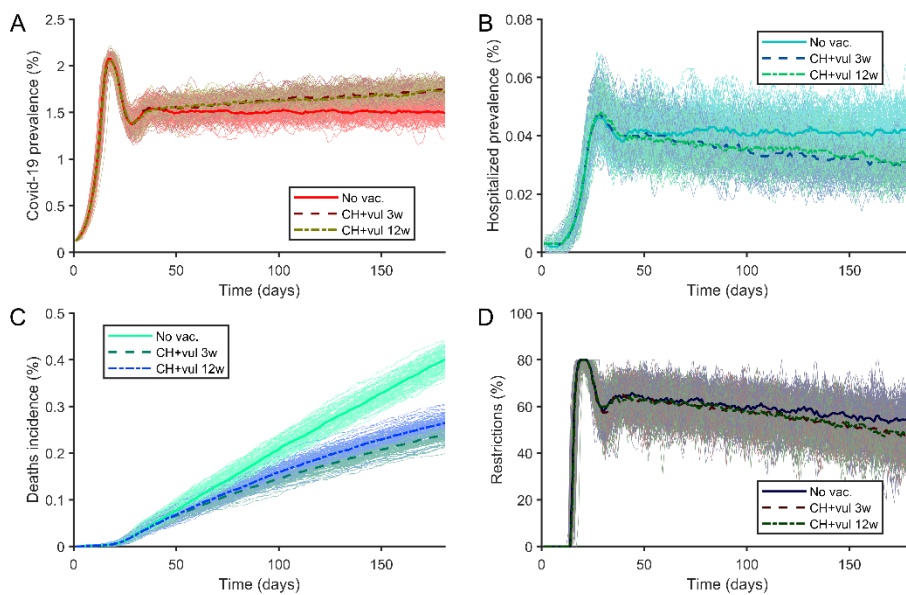 A
Covid-19 prevalence (%)
2.5
2
1.5
1
0.5
0
0
50
100
150
Time (days)
No vac.
CH+vul 3w
CH+vul 12w
B
Hospitalized prevalence (%)
0.08
0.06
0.04
0.02
0
0
50
100
150
Time (days)
No vac.
CH+vul 3w
CH+vul 12w
C
Deaths incidence (%)
0.5
0.4
0.3
0.2
0.1
0
0
50
100
150
Time (days)
No vac.
CH+vul 3w
CH+vul 12w
D
Restrictions (%)
100
80
60
40
20
0
0
50
100
150
Time (days)
No vac.
CH+vul 3w
CH+vul 12w